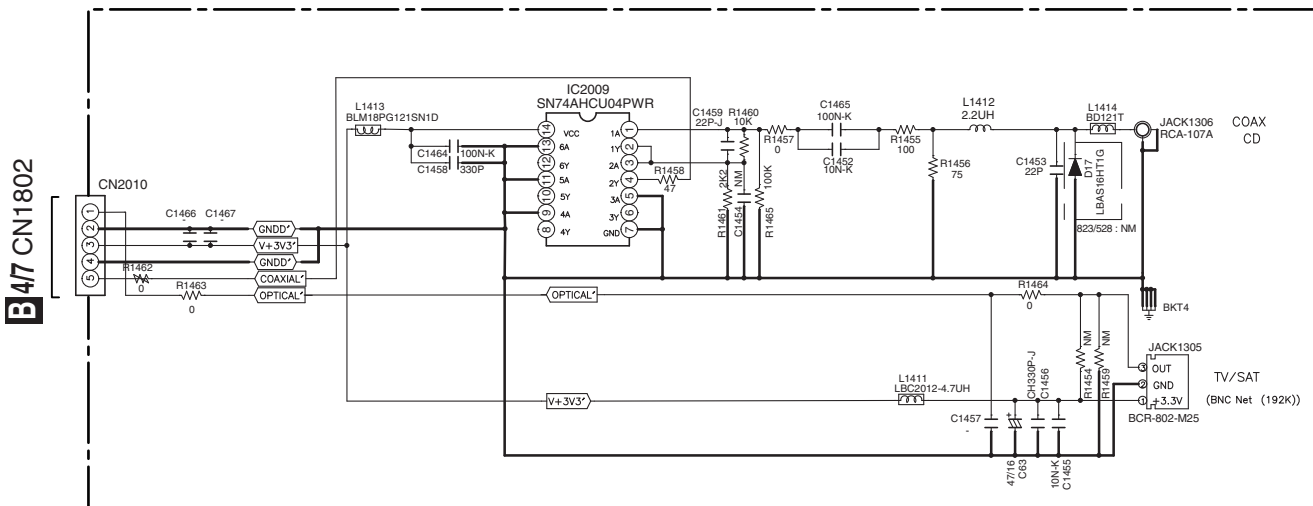 B 4/7 CN1802
CN2010
1
2
3
4
5
R1462
0
R1463
0
C1466
-
C1467
-
GNDD'
V+3V3'
GNDD'
COAXIAL'
OPTICAL'
L1413
BLM18PG121SN1D
C1464
100N-K
C1458
330P
IC2009
SN74AHCU04PWR
14 VCC
13 6A
12 6Y
11 5A
10 5Y
9 4A
8 4Y
1A 1
1Y 2
2A 3
2Y 4
3A 5
3Y 6
GND 7
R1458
47
C1459
22P-J
R1460
10K
2K2
R1461
NM
C1454
100K
R1465
R1457
0
C1465
100N-K
C1452
10N-K
R1455
100
R1456
75
L1412
2.2UH
C1453
22P
D17
LBAS16HT1G
823/528 : NM
L1414
BD121T
JACK1306
RCA-107A
COAX
CD
BKT4
OPTICAL'
R1464
0
V+3V3'
L1411
LBC2012-4.7UH
C1457
-
+
47/16
C63
CH330P-J
C1456
10N-K
C1455
NM
R1454
NM
R1459
JACK1305
3 OUT
2 GND
1 +3.3V
BCR-802-M25
TV/SAT
(BNC Net (192K))